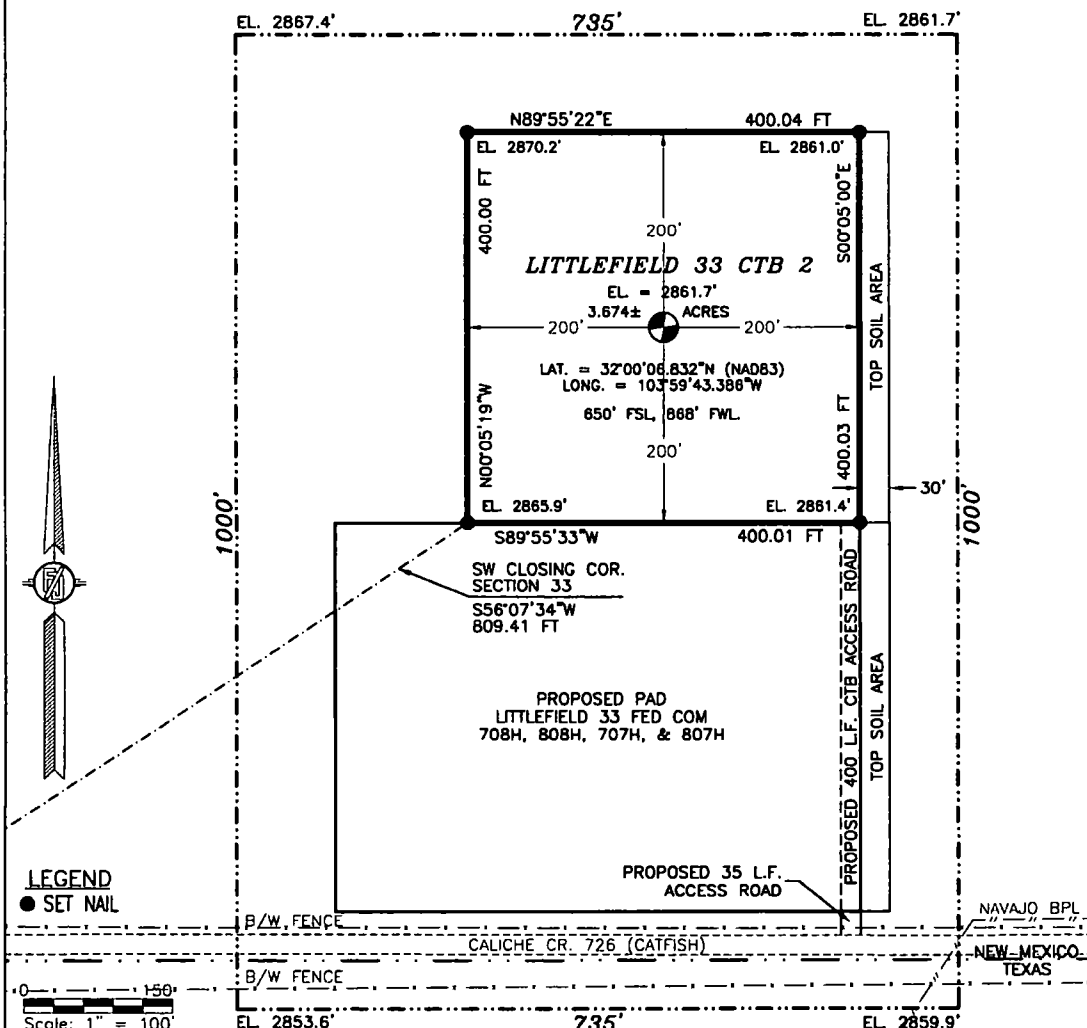 EL. 2867.4' 735' EL. 2861.7'
N89°55'22"E 400.04 FT
EL. 2870.2' EL. 2861.0'
400.00 FT
S00°05'00"E
200'
LITTLEFIELD 33 CTB 2
EL. = 2861.7'
3.674± ACRES
200' 200'
TOP SOIL AREA
LAT. = 32°00'06.832"N (NAD83)
LONG. = 103°59'43.386"W
650' FSL, 868' FWL.
N00°05'19"W
200'
400.03 FT
30'
EL. 2865.9' EL. 2861.4'
1000' 1000'
S89°55'33"W 400.01 FT
SW CLOSING COR.
SECTION 33
S56°07'34"W
809.41 FT
PROPOSED 400 L.F. CTB ACCESS ROAD
TOP SOIL AREA
PROPOSED PAD
LITTLEFIELD 33 FED COM
708H, 808H, 707H, & 807H
PROPOSED 35 L.F.
ACCESS ROAD
LEGEND
SET NAIL
B/W FENCE
NAVAJO BPL
CALICHE CR. 726 (CATFISH)
NEW MEXICO
TEXAS
B/W FENCE
0 150
Scale: 1" = 100'
EL. 2853.6' 735' EL 2859.9'